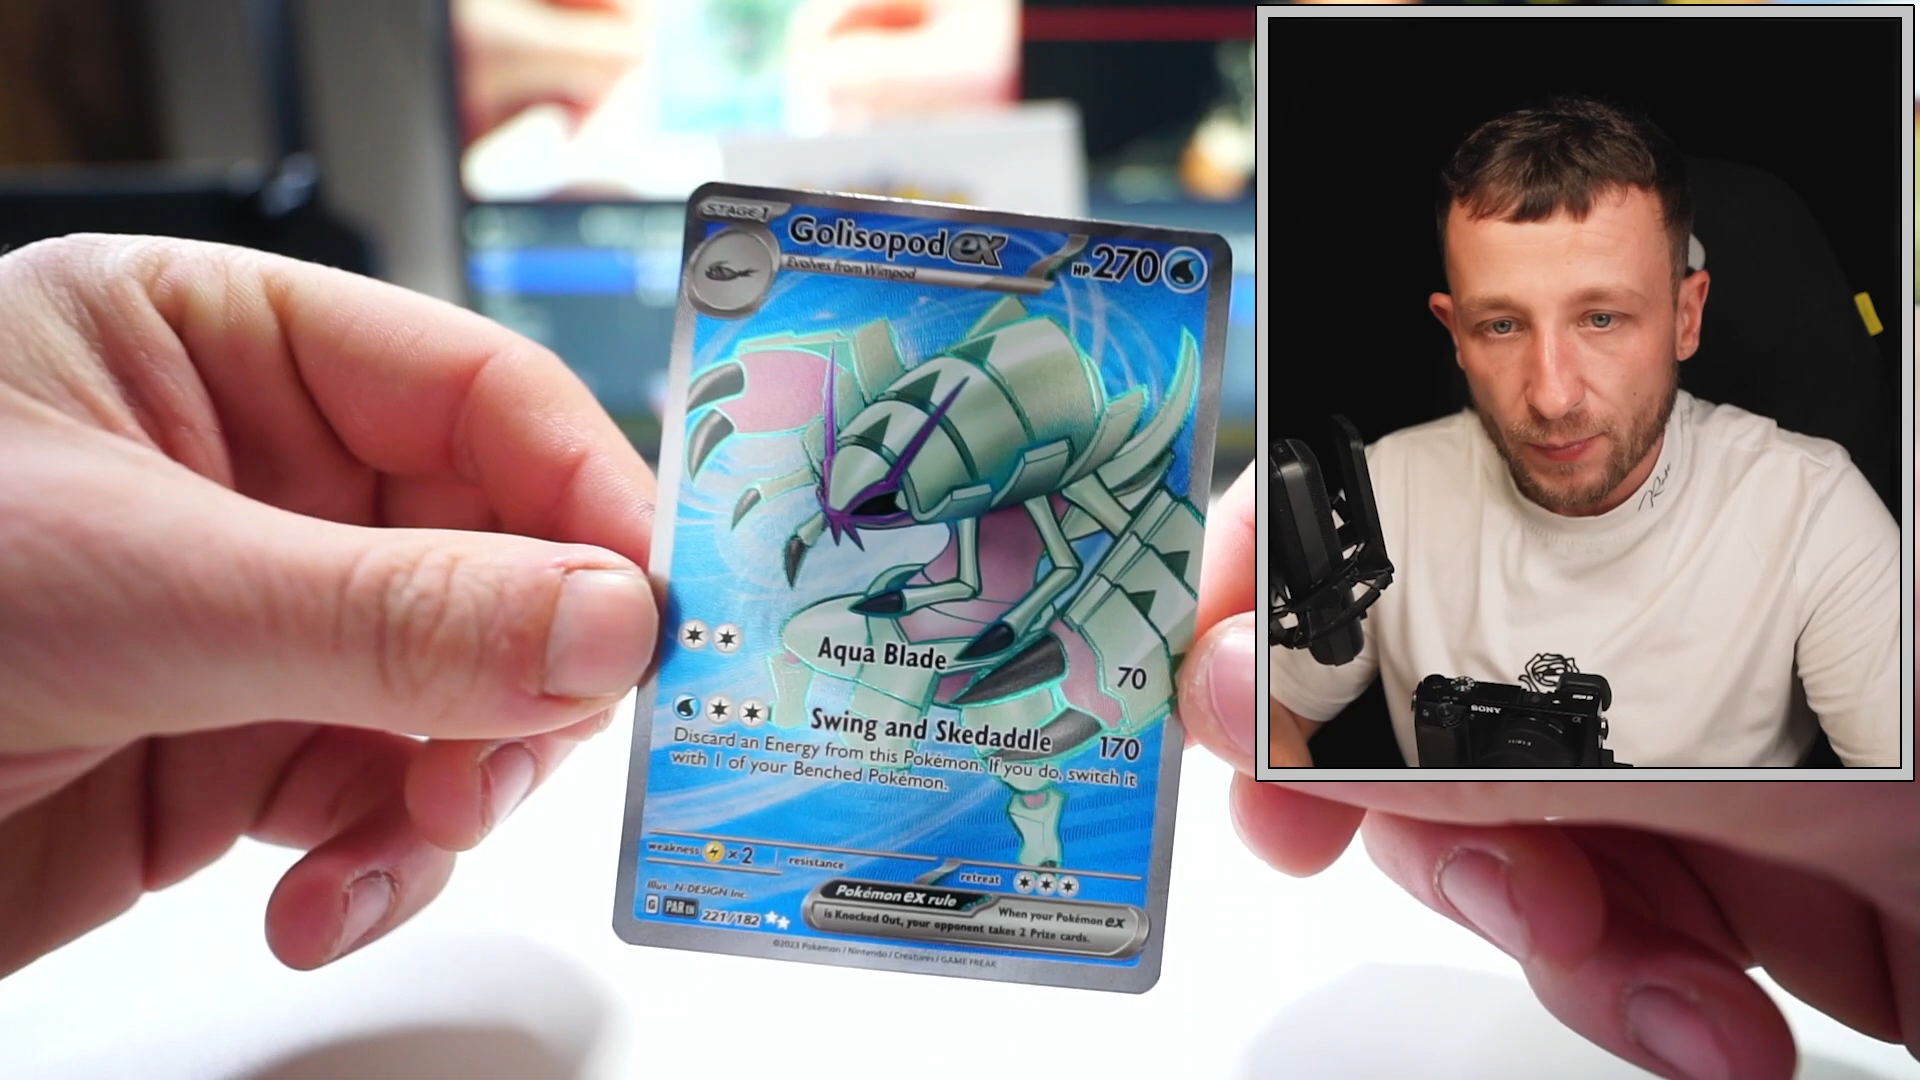 STAGE 1
Golisopod ex
HP 270
Evolves from Wimpod
Aqua Blade
70
Swing and Skedaddle 170
Discard an Energy from this Pokémon. If you do, switch it
with 1 of your Benched Pokémon.
weakness × 2
resistance
retreat
Illus. N-DESIGN Inc.
G PAR EN 221/182
Pokémon ex rule
When your Pokémon ex
is Knocked Out, your opponent takes 2 Prize cards.
©2023 Pokémon / Nintendo / Creatures / GAME FREAK
SONY